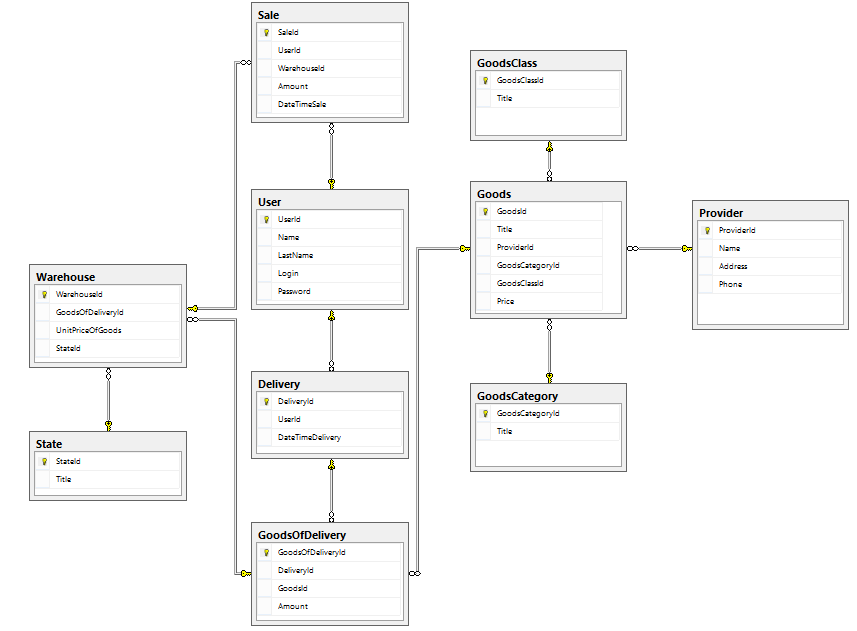 Sale
SaleId
UserId
WarehouseId
Amount
DateTimeSale
GoodsClass
GoodsClassId
Title
User
UserId
Name
LastName
Login
Password
Goods
GoodsId
Title
ProviderId
GoodsCategoryId
GoodsClassId
Price
Provider
ProviderId
Name
Address
Phone
Warehouse
WarehouseId
GoodsOfDeliveryId
UnitPriceOfGoods
StateId
Delivery
DeliveryId
UserId
DateTimeDelivery
GoodsCategory
GoodsCategoryId
Title
State
StateId
Title
GoodsOfDelivery
GoodsOfDeliveryId
DeliveryId
GoodsId
Amount